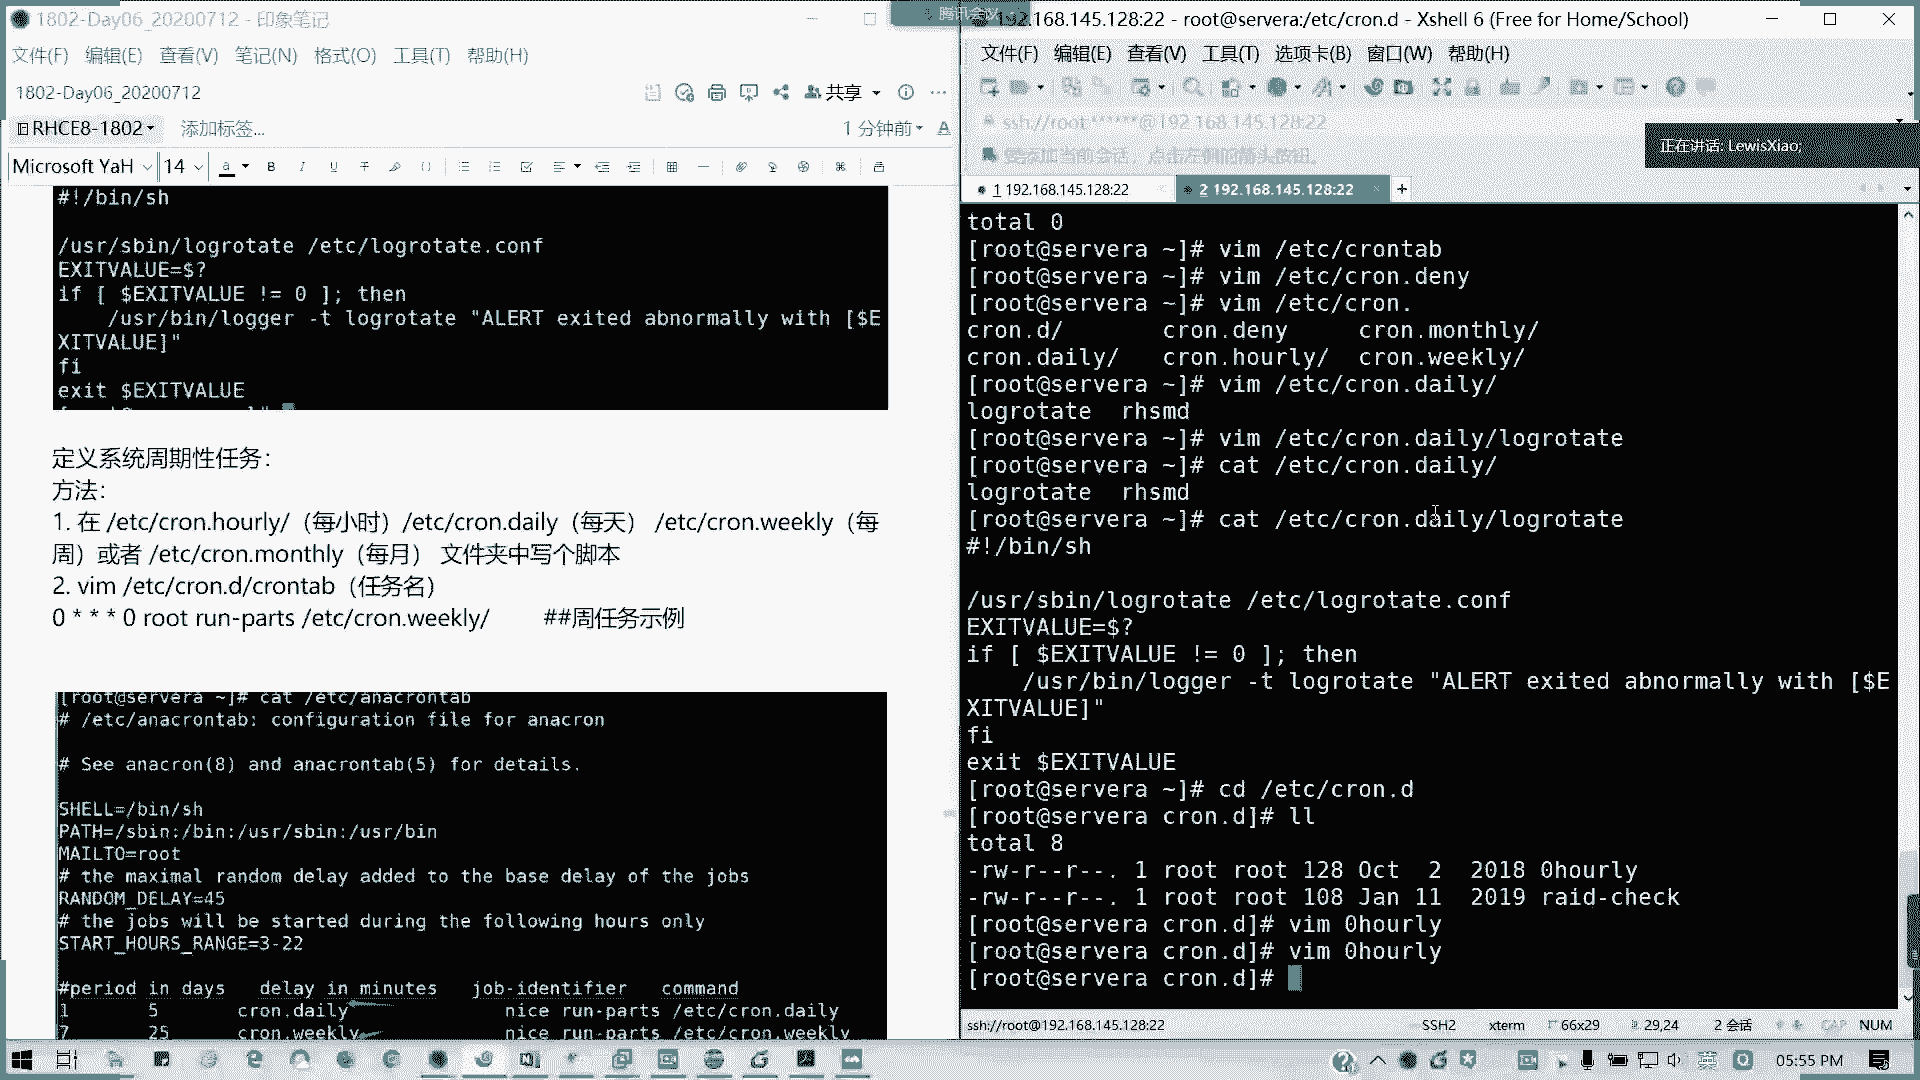 1802-Day06_20200712 - 印象笔记
文件(F) 编辑(E) 查看(V) 笔记(N) 格式(O) 工具(T) 帮助(H)
1802-Day06_20200712
共享
RHCE8-1802 添加标签...
1 分钟前
Microsoft YaH 14
#!/bin/sh
/usr/sbin/logrotate /etc/logrotate.conf
EXITVALUE=$?
if [ $EXITVALUE != 0 ]; then
/usr/bin/logger -t logrotate "ALERT exited abnormally with [$E
XITVALUE]"
fi
exit $EXITVALUE
定义系统周期性任务：
方法：
1. 在 /etc/cron.hourly/（每小时）/etc/cron.daily（每天） /etc/cron.weekly（每
周）或者 /etc/cron.monthly（每月） 文件夹中写个脚本
2. vim /etc/cron.d/crontab（任务名）
0 * * * 0 root run-parts /etc/cron.weekly/ ##周任务示例
[root@servera ~]# cat /etc/anacrontab
# /etc/anacrontab: configuration file for anacron
# See anacron(8) and anacrontab(5) for details.
SHELL=/bin/sh
PATH=/sbin:/bin:/usr/sbin:/usr/bin
MAILTO=root
# the maximal random delay added to the base delay of the jobs
RANDOM_DELAY=45
# the jobs will be started during the following hours only
START_HOURS_RANGE=3-22
#period in days delay in minutes job-identifier command
1 5 cron.daily nice run-parts /etc/cron.daily
7 25 cron.weekly nice run-parts /etc/cron.weekly
腾讯会议
192.168.145.128:22 - root@servera:/etc/cron.d - Xshell 6 (Free for Home/School)
文件(F) 编辑(E) 查看(V) 工具(T) 选项卡(B) 窗口(W) 帮助(H)
ssh://root:******@192.168.145.128:22
要添加当前会话，点击左侧的箭头按钮。
正在讲话: LewisXiao;
1 192.168.145.128:22
2 192.168.145.128:22
total 0
[root@servera ~]# vim /etc/crontab
[root@servera ~]# vim /etc/cron.deny
[root@servera ~]# vim /etc/cron.
cron.d/ cron.deny cron.monthly/
cron.daily/ cron.hourly/ cron.weekly/
[root@servera ~]# vim /etc/cron.daily/
logrotate rhsmd
[root@servera ~]# vim /etc/cron.daily/logrotate
[root@servera ~]# cat /etc/cron.daily/
logrotate rhsmd
[root@servera ~]# cat /etc/cron.daily/logrotate
#!/bin/sh
/usr/sbin/logrotate /etc/logrotate.conf
EXITVALUE=$?
if [ $EXITVALUE != 0 ]; then
/usr/bin/logger -t logrotate "ALERT exited abnormally with [$E
XITVALUE]"
fi
exit $EXITVALUE
[root@servera ~]# cd /etc/cron.d
[root@servera cron.d]# ll
total 8
-rw-r--r--. 1 root root 128 Oct 2 2018 0hourly
-rw-r--r--. 1 root root 108 Jan 11 2019 raid-check
[root@servera cron.d]# vim 0hourly
[root@servera cron.d]# vim 0hourly
[root@servera cron.d]#
ssh://root@192.168.145.128:22 SSH2 xterm 66x29 29,24 2 会话 CAP NUM
英 05:55 PM